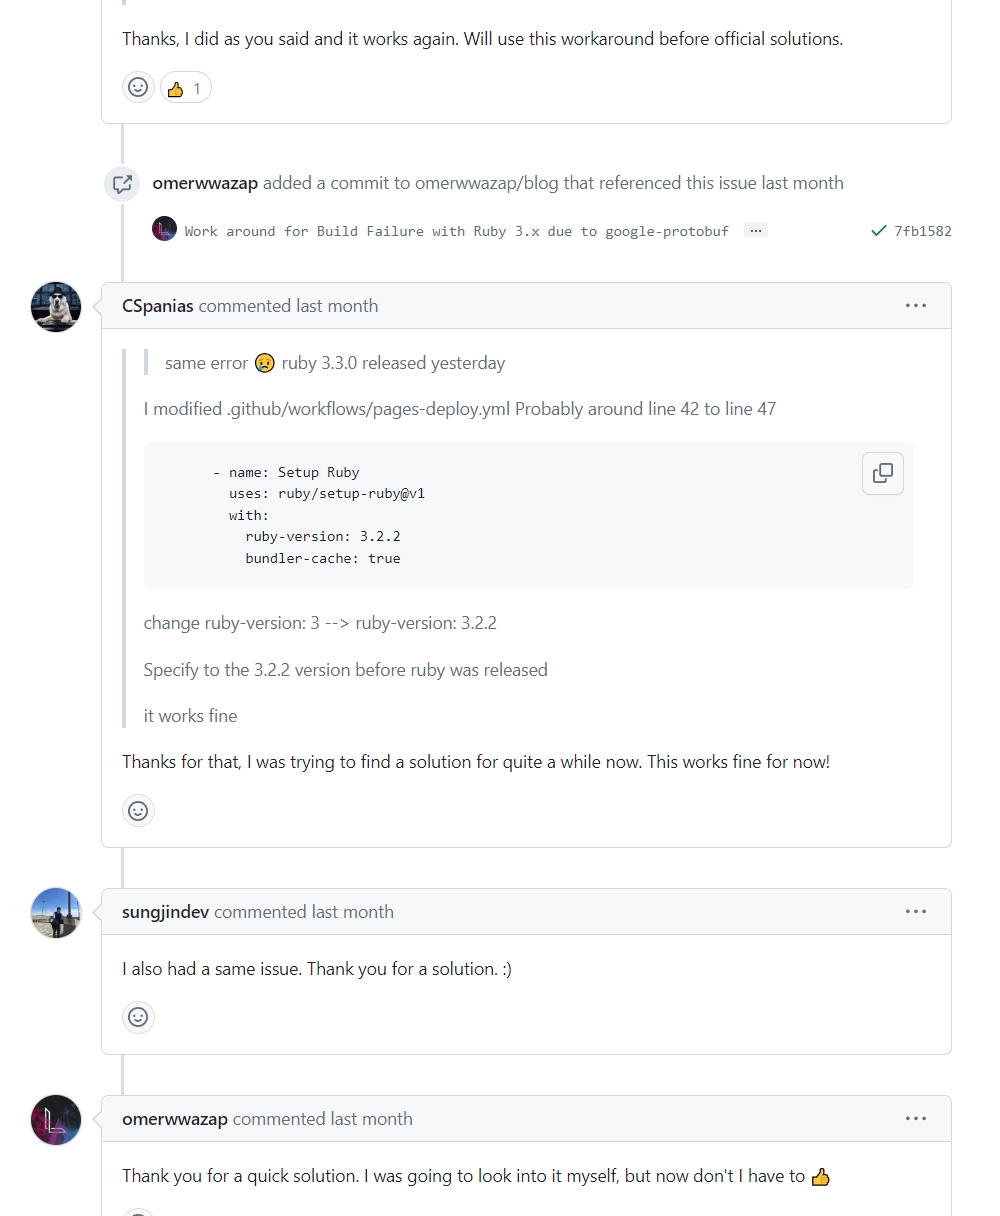 Thanks, I did as you said and it works again. Will use this workaround before official solutions.
👍 1
omerwwazap added a commit to omerwwazap/blog that referenced this issue last month
Work around for Build Failure with Ruby 3.x due to google-protobuf ... 7fb1582
CSpanias commented last month ...
same error 😥 ruby 3.3.0 released yesterday
I modified .github/workflows/pages-deploy.yml Probably around line 42 to line 47
- name: Setup Ruby
uses: ruby/setup-ruby@v1
with:
ruby-version: 3.2.2
bundler-cache: true
change ruby-version: 3 --> ruby-version: 3.2.2
Specify to the 3.2.2 version before ruby was released
it works fine
Thanks for that, I was trying to find a solution for quite a while now. This works fine for now!
sungjindev commented last month ...
I also had a same issue. Thank you for a solution. :)
omerwwazap commented last month ...
Thank you for a quick solution. I was going to look into it myself, but now don't I have to 👍